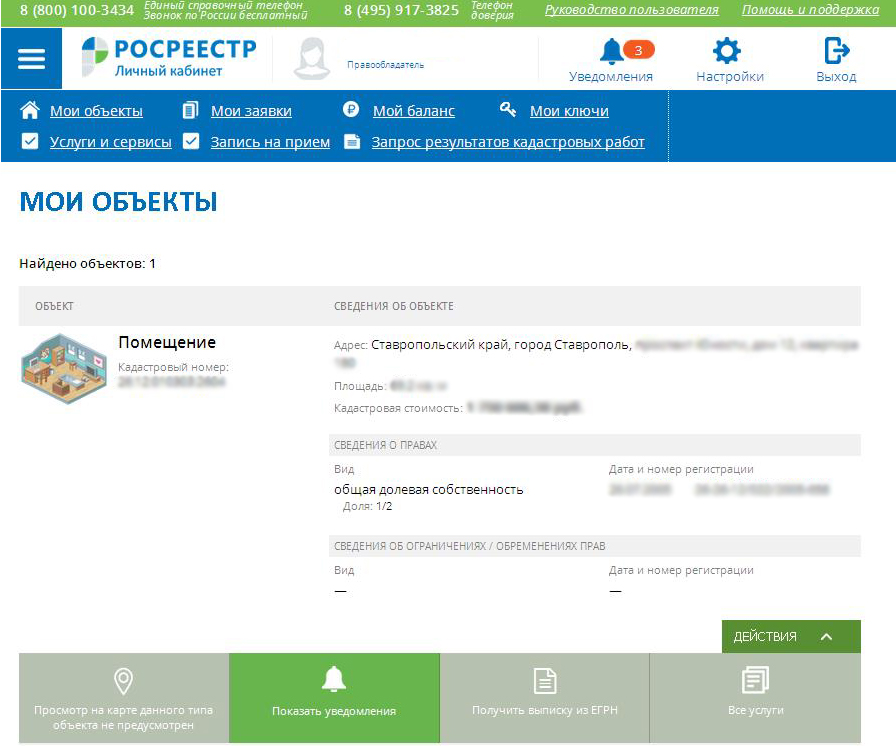 8 (800) 100-3434 Единый справочный телефон 8 (495) 917-3825 Телефон Руководство пользователя Помощь и поддержка
Звонок по России бесплатный доверия
РОСРЕЕСТР
Личный кабинет
Правообладатель
3
Уведомления Настройки Выход
Мои объекты Мои заявки Мой баланс Мои ключи
Услуги и сервисы Запись на прием Запрос результатов кадастровых работ
МОИ ОБЪЕКТЫ
Найдено объектов: 1
ОБЪЕКТ СВЕДЕНИЯ ОБ ОБЪЕКТЕ
Помещение
Кадастровый номер:
Адрес: Ставропольский край, город Ставрополь,
Площадь:
Кадастровая стоимость:
СВЕДЕНИЯ О ПРАВАХ
Вид Дата и номер регистрации
общая долевая собственность
Доля: 1/2
СВЕДЕНИЯ ОБ ОГРАНИЧЕНИЯХ / ОБРЕМЕНЕНИЯХ ПРАВ
Вид Дата и номер регистрации
— —
ДЕЙСТВИЯ
Просмотр на карте данного типа
объекта не предусмотрен
Показать уведомления
Получить выписку из ЕГРН
Все услуги